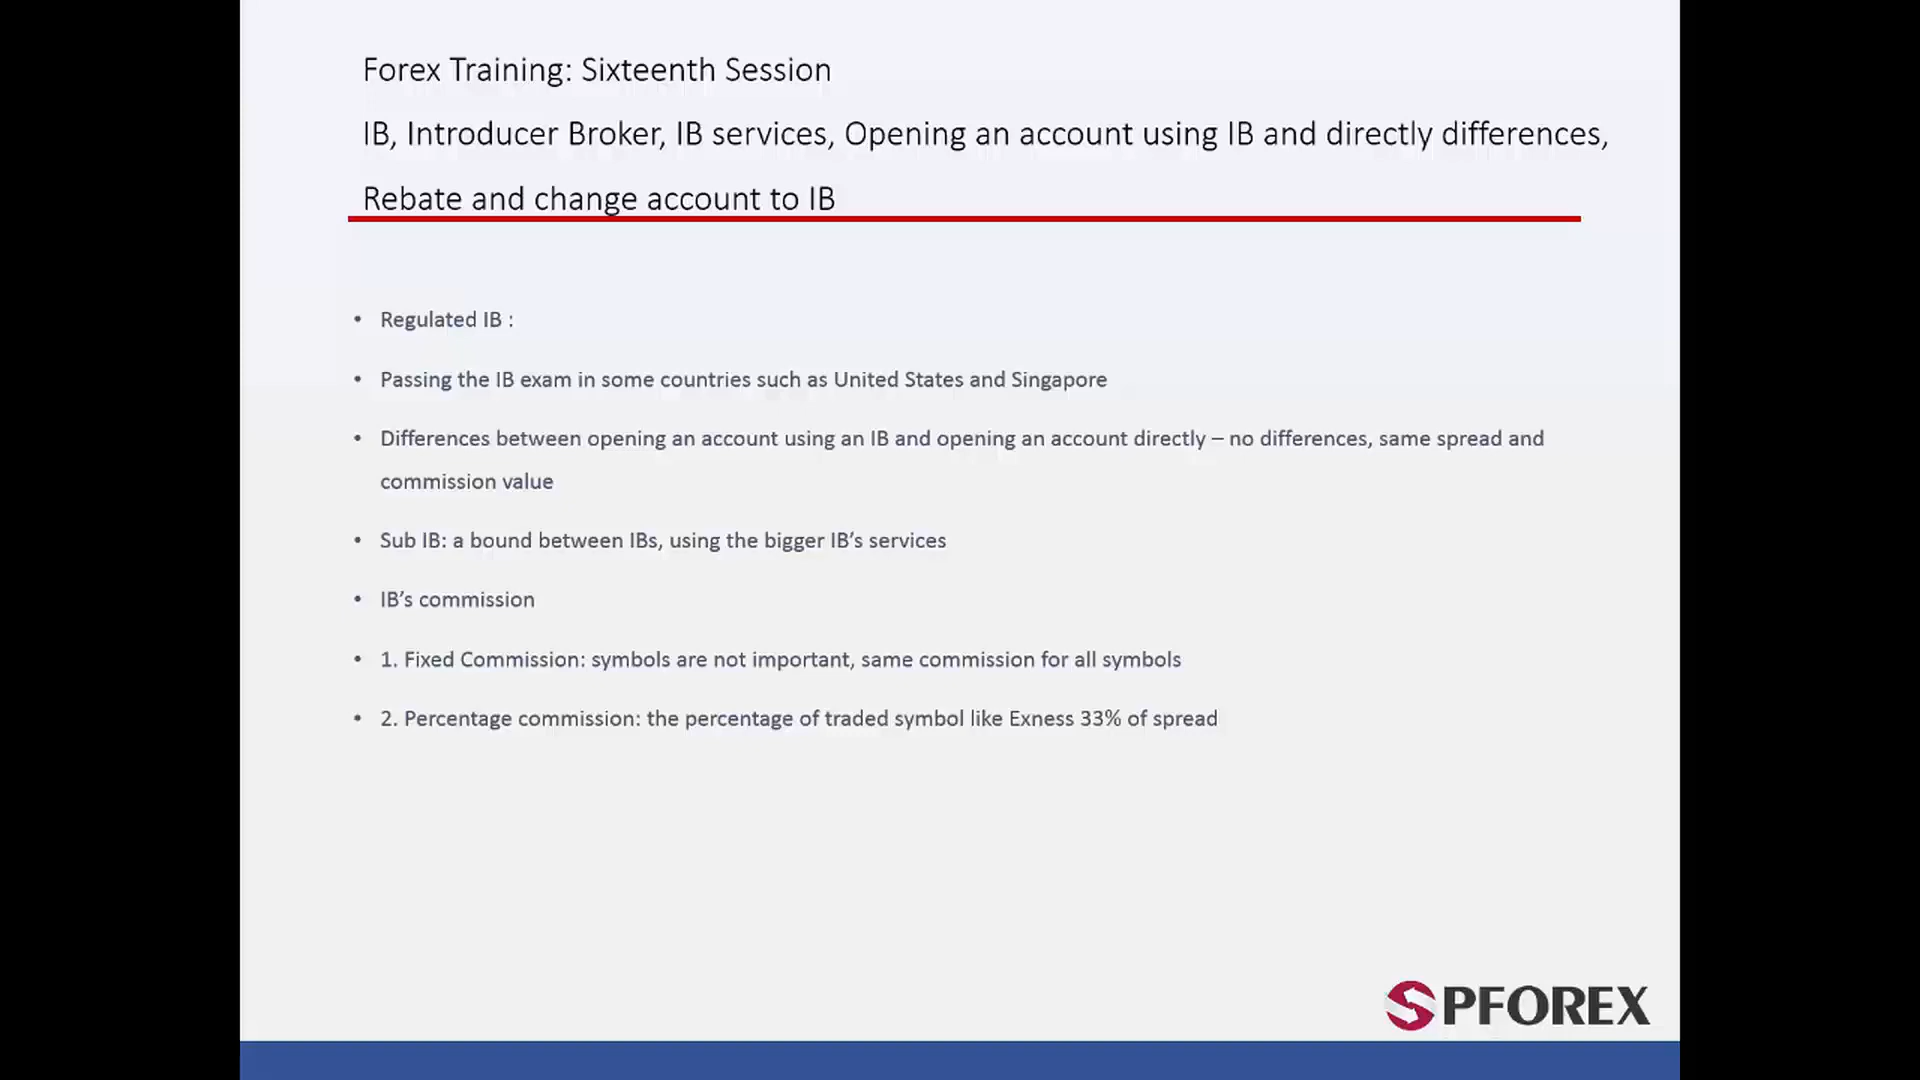 Forex Training: Sixteenth Session
IB, Introducer Broker, IB services, Opening an account using IB and directly differences,
Rebate and change account to IB
• Regulated IB :
• Passing the IB exam in some countries such as United States and Singapore
• Differences between opening an account using an IB and opening an account directly – no differences, same spread and
commission value
• Sub IB: a bound between IBs, using the bigger IB’s services
• IB’s commission
• 1. Fixed Commission: symbols are not important, same commission for all symbols
• 2. Percentage commission: the percentage of traded symbol like Exness 33% of spread
SPFOREX